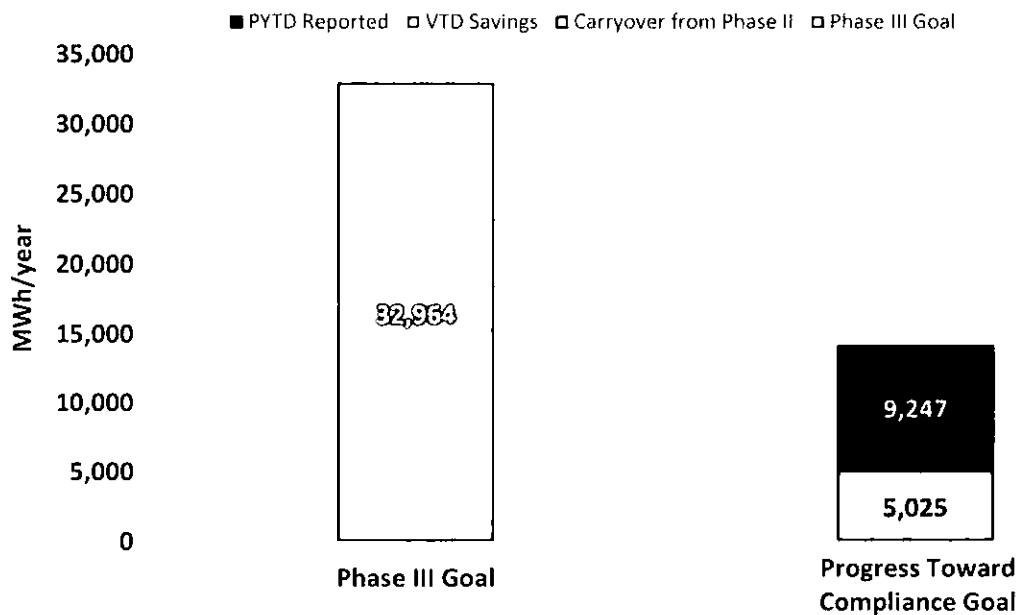 PYTD Reported VTD Savings Carryover from Phase II Phase III Goal
35,000
30,000
25,000
20,000
15,000
10,000
5,000
0
MWh/year
32,964
9,247
5,025
Phase III Goal
Progress Toward
Compliance Goal